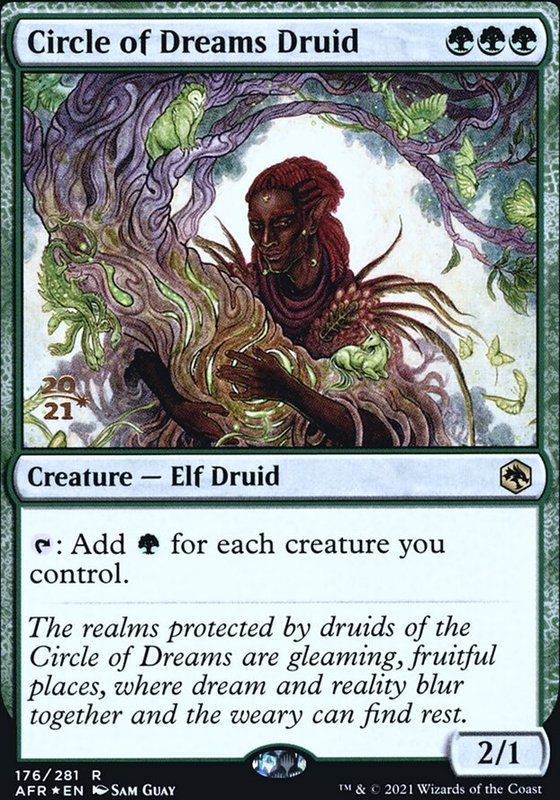 Circle of Dreams Druid
20
21
Creature — Elf Druid
: Add for each creature you
control.
The realms protected by druids of the
Circle of Dreams are gleaming, fruitful
places, where dream and reality blur
together and the weary can find rest.
2/1
176/281 R
AFR★EN SAM GUAY
™ & © 2021 Wizards of the Coast